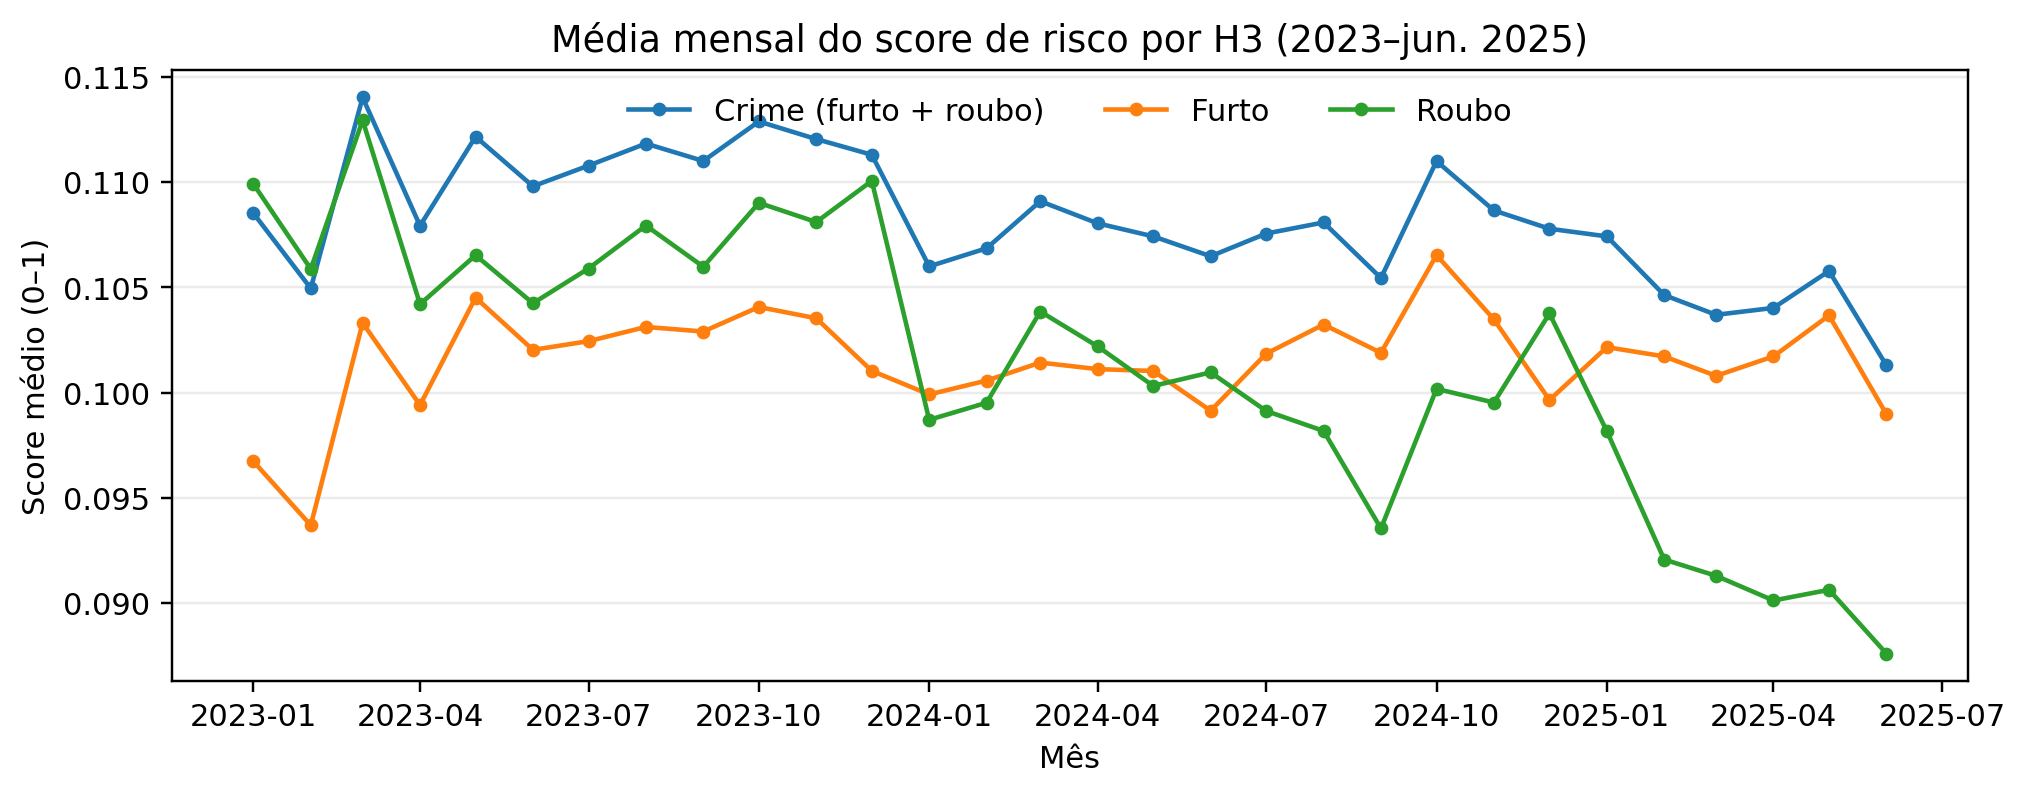 Média mensal do score de risco por H3 (2023–jun. 2025)
Crime (furto + roubo) Furto Roubo
Score médio (0–1)
0.115
0.110
0.105
0.100
0.095
0.090
2023-01 2023-04 2023-07 2023-10 2024-01 2024-04 2024-07 2024-10 2025-01 2025-04 2025-07
Mês